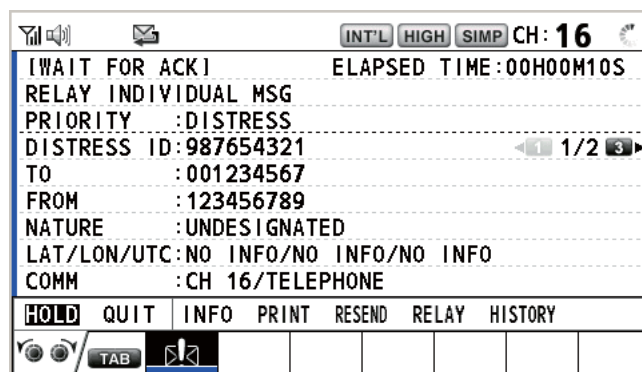 INT'L HIGH SIMP CH: 16
[WAIT FOR ACK] ELAPSED TIME:00H00M10S
RELAY INDIVIDUAL MSG
PRIORITY :DISTRESS
DISTRESS ID:987654321 1 1/2 3
TO :001234567
FROM :123456789
NATURE :UNDESIGNATED
LAT/LON/UTC:NO INFO/NO INFO/NO INFO
COMM :CH 16/TELEPHONE
HOLD QUIT INFO PRINT RESEND RELAY HISTORY
TAB